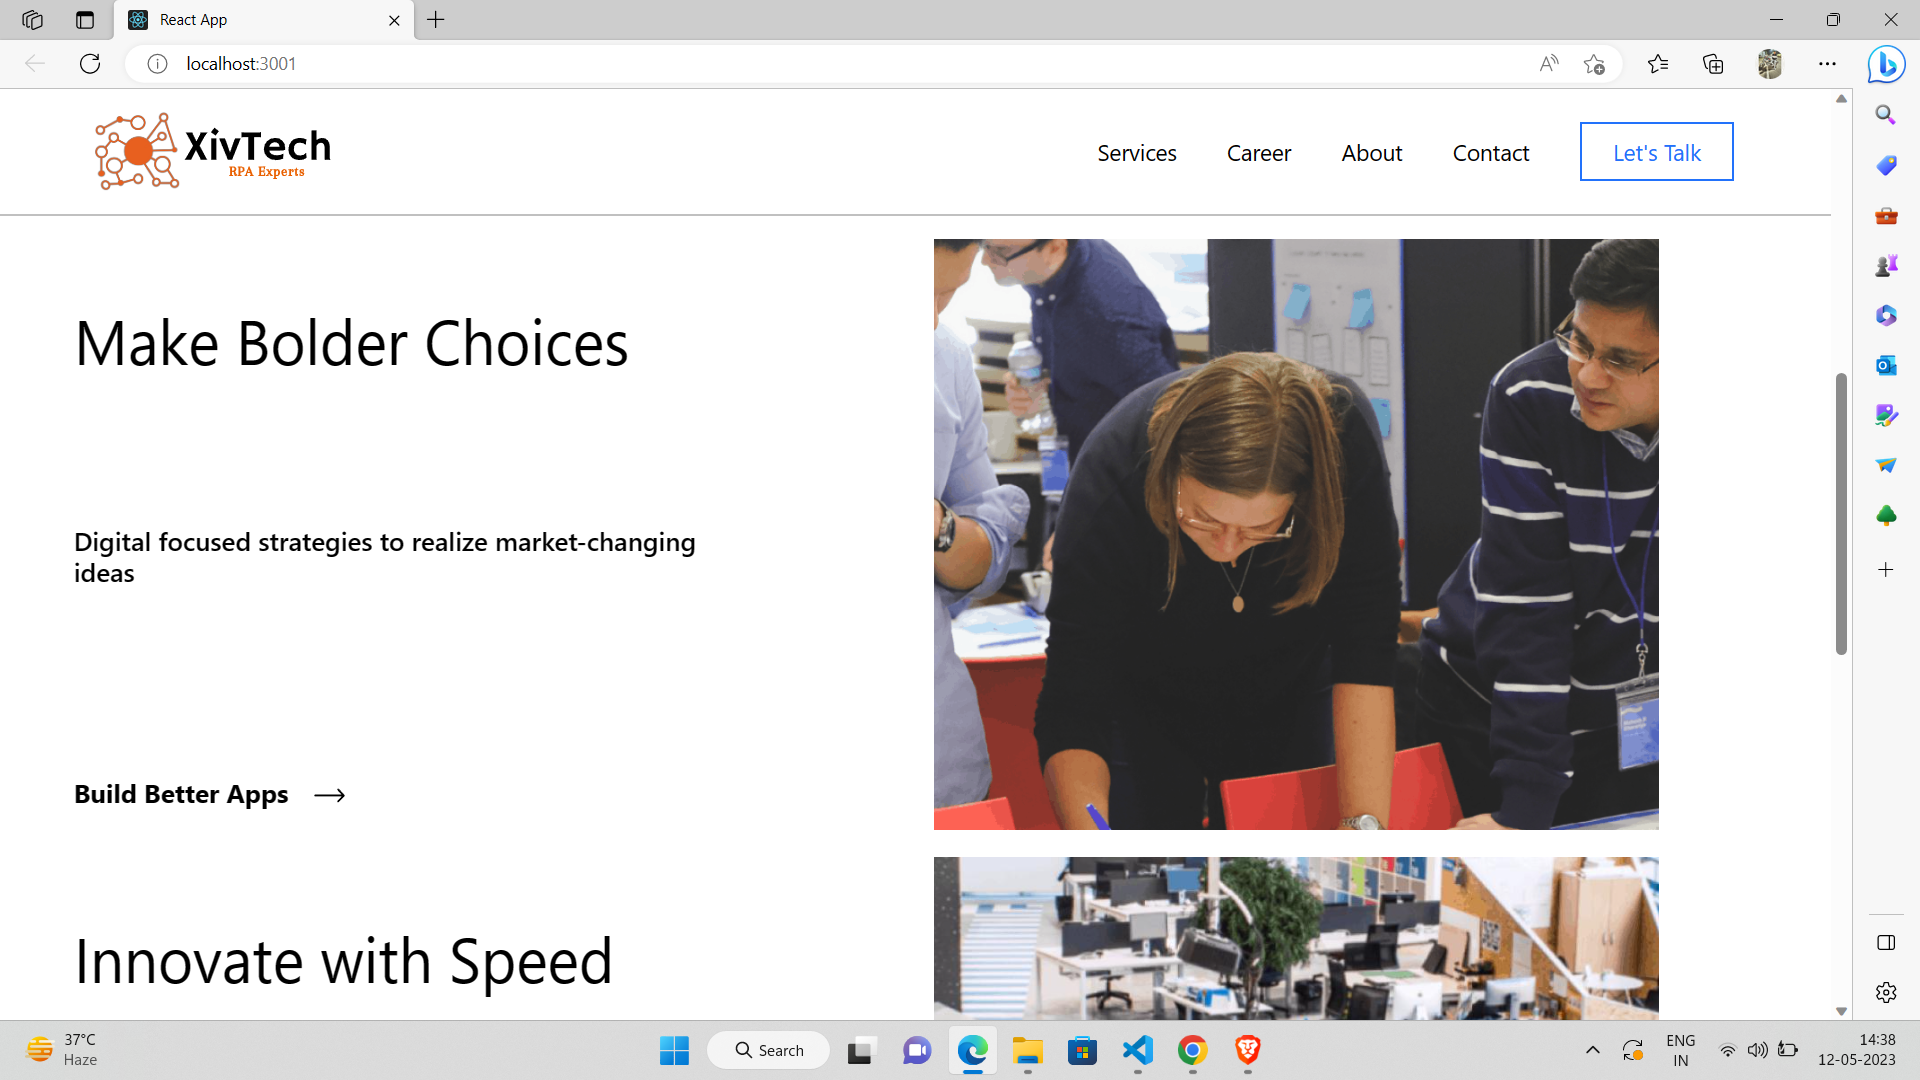 React App
localhost:3001
XivTech
RPA Experts
Services
Career
About
Contact
Let's Talk
Make Bolder Choices
Digital focused strategies to realize market-changing
ideas
Build Better Apps
Innovate with Speed
37°C
Haze
Search
ENG
IN
14:38
12-05-2023